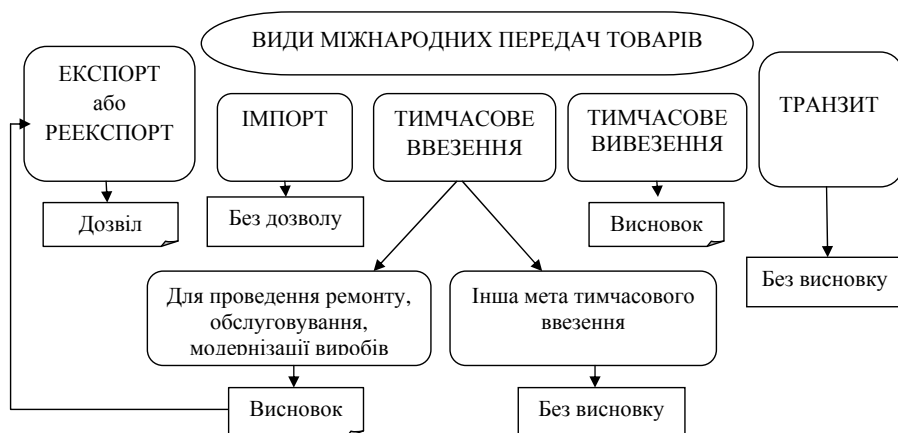 ВИДИ МІЖНАРОДНИХ ПЕРЕДАЧ ТОВАРІВ
ЕКСПОРТ
або
РЕЕКСПОРТ
ІМПОРТ
ТИМЧАСОВЕ
ВВЕЗЕННЯ
ТИМЧАСОВЕ
ВИВЕЗЕННЯ
ТРАНЗИТ
Дозвіл
Без дозволу
Висновок
Без висновку
Для проведення ремонту,
обслуговування,
модернізації виробів
Інша мета тимчасового
ввезення
Висновок
Без висновку